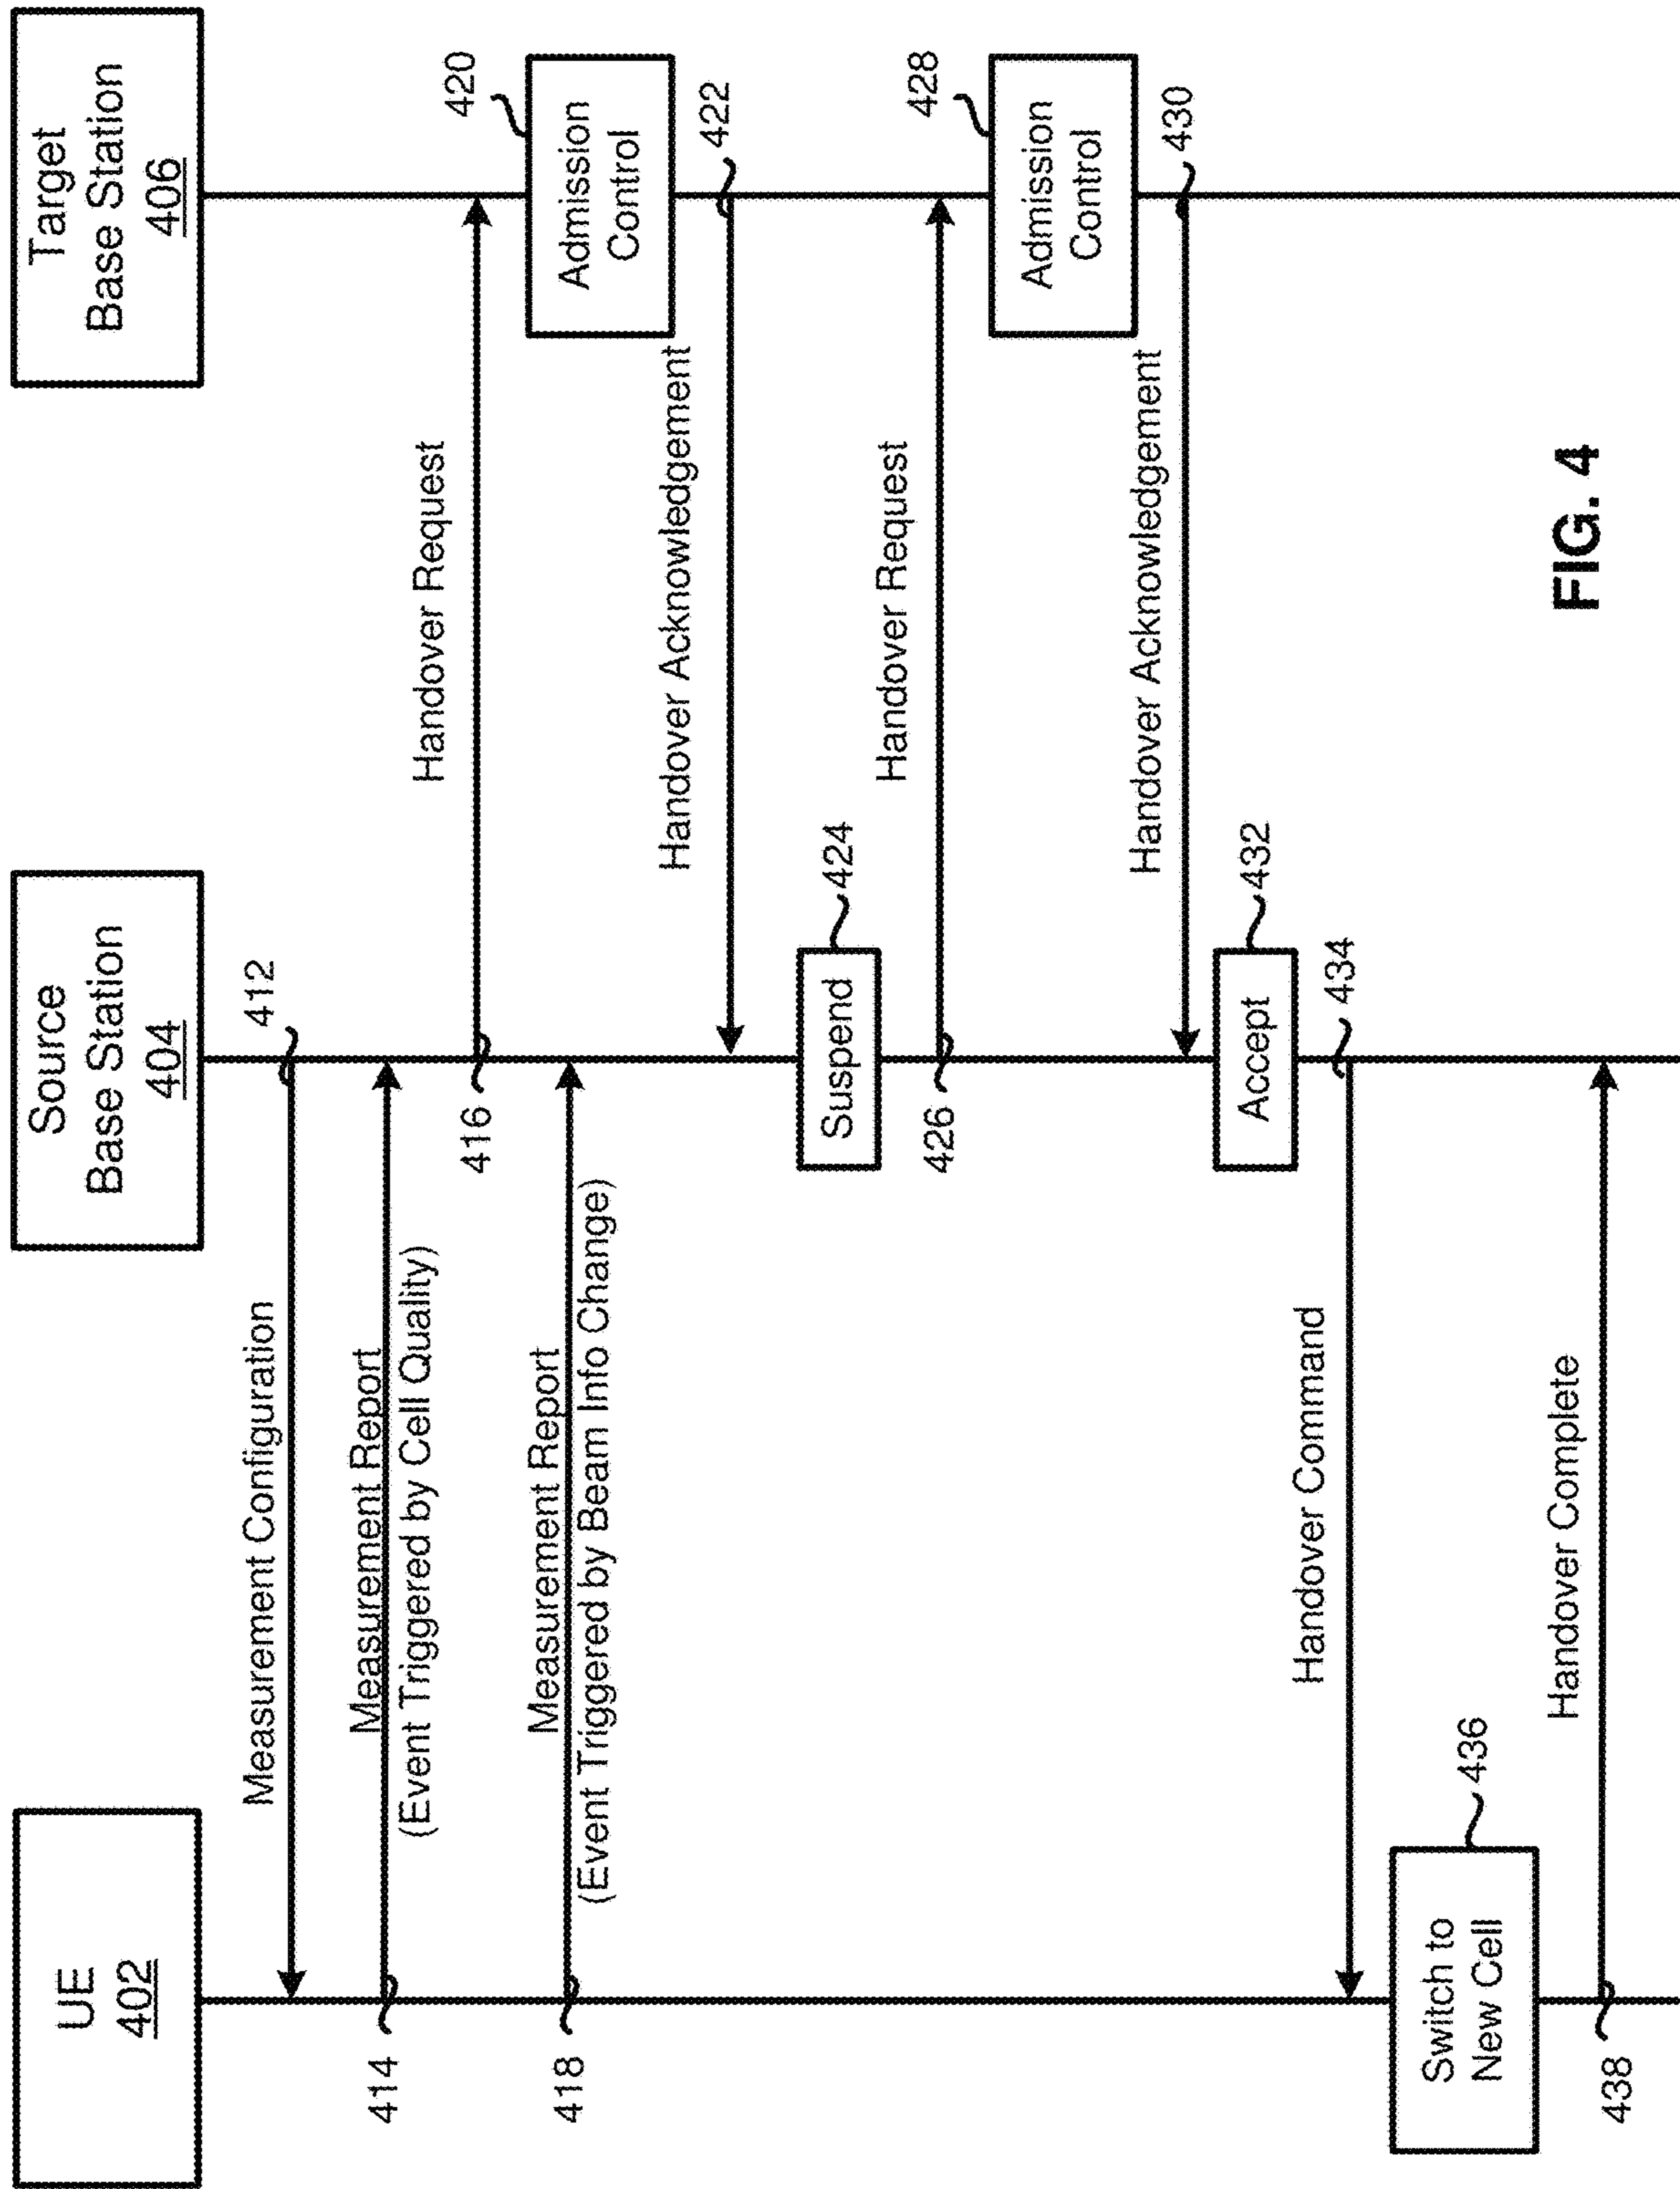 UE
402
Source
Base Station
404
Target
Base Station
406
412
Measurement Configuration
Measurement Report
(Event Triggered by Cell Quality)
414
Handover Request
416
Measurement Report
(Event Triggered by Beam Info Change)
418
420
Admission
Control
422
Handover Acknowledgement
Suspend
424
Handover Request
426
428
Admission
Control
430
Handover Acknowledgement
Accept
432
434
Handover Command
Switch to
New Cell
436
Handover Complete
438
FIG. 4